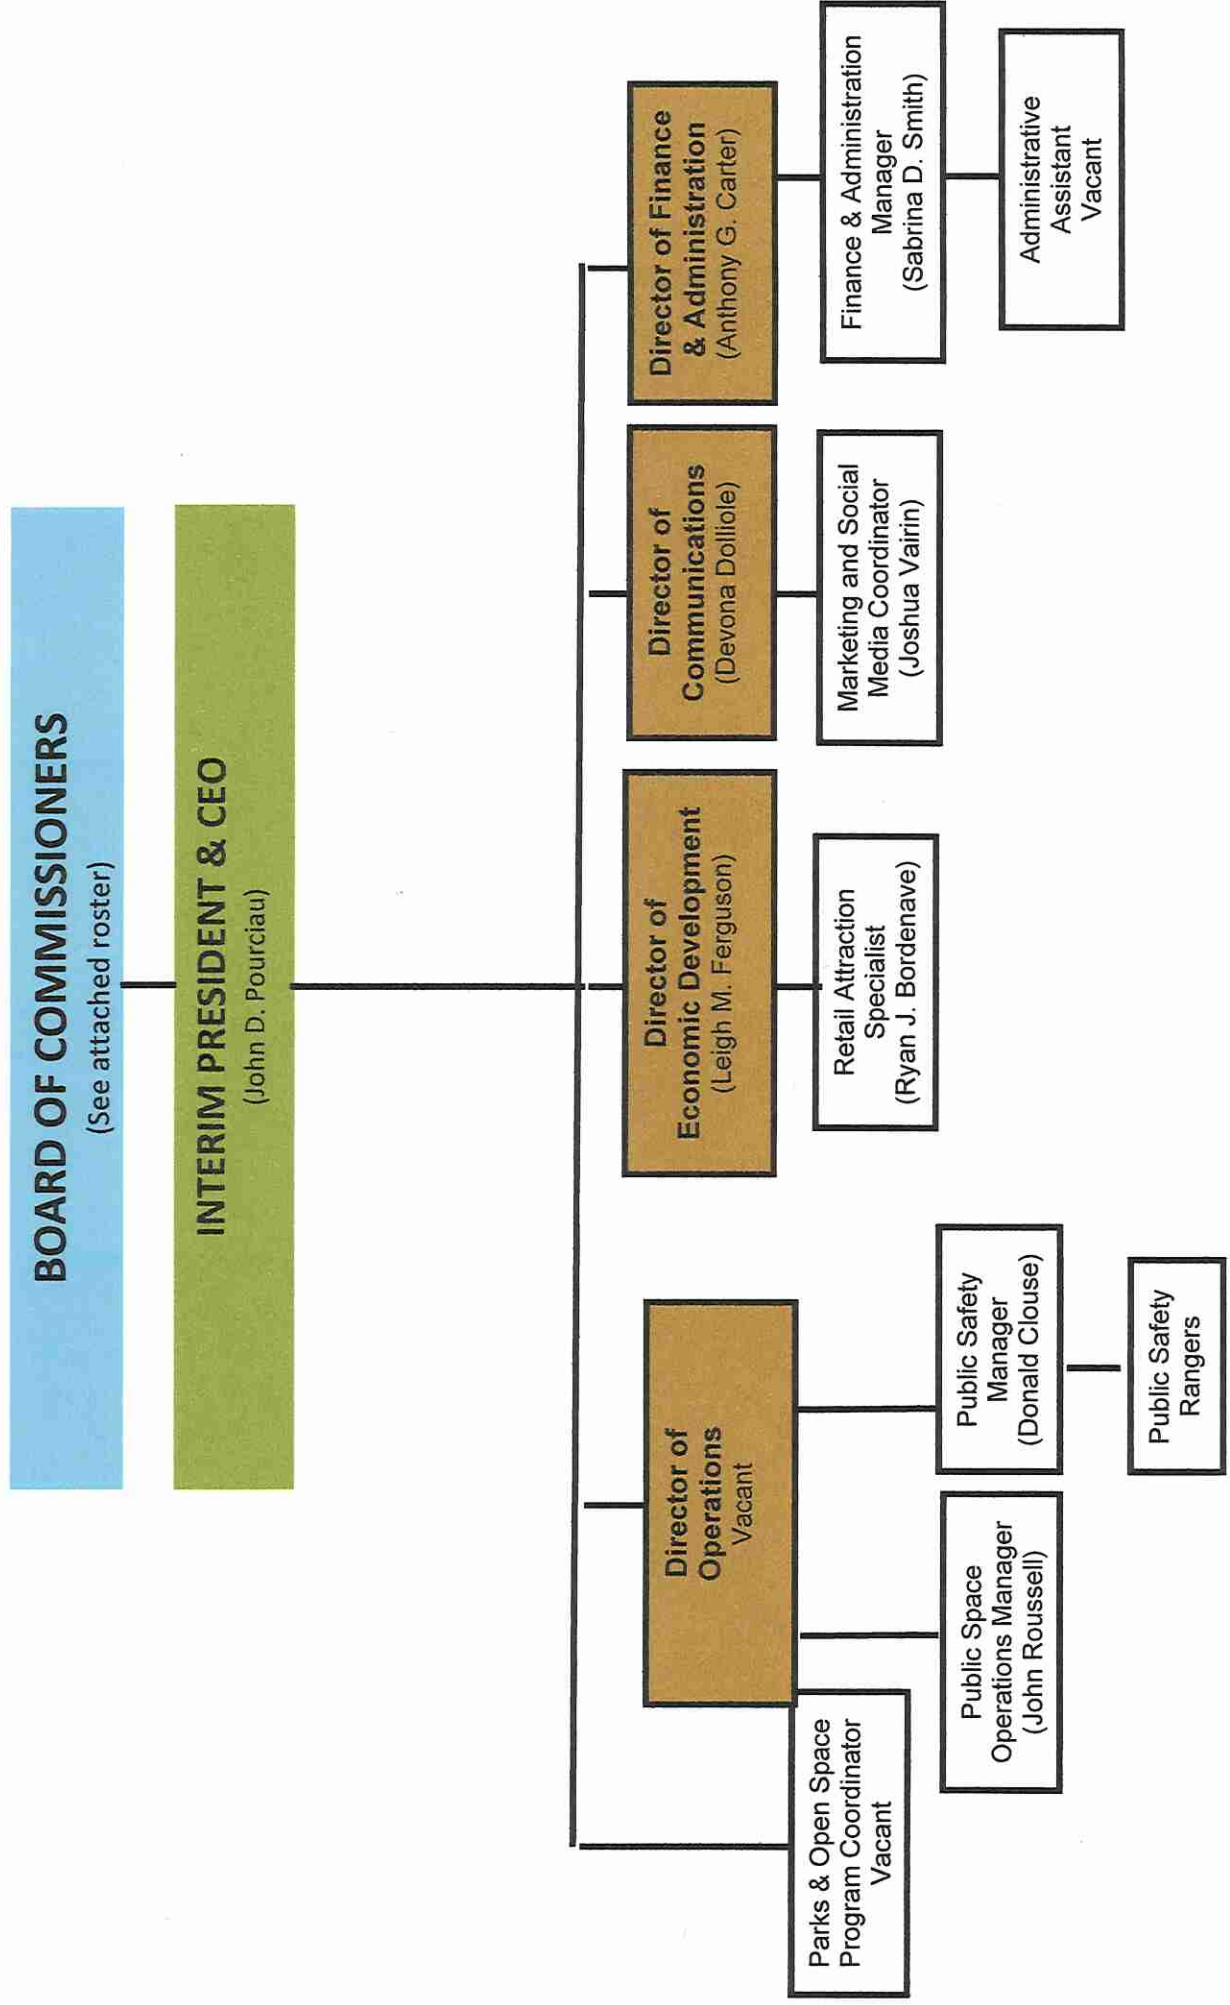 BOARD OF COMMISSIONERS
(See attached roster)
INTERIM PRESIDENT & CEO
(John D. Pourciau)
Director of
Operations
Vacant
Director of
Economic Development
(Leigh M. Ferguson)
Director of
Communications
(Devona Dolliole)
Director of Finance
& Administration
(Anthony G. Carter)
Parks & Open Space
Program Coordinator
Vacant
Public Space
Operations Manager
(John Roussell)
Public Safety
Manager
(Donald Clouse)
Public Safety
Rangers
Retail Attraction
Specialist
(Ryan J. Bordenave)
Marketing and Social
Media Coordinator
(Joshua Vairin)
Finance & Administration
Manager
(Sabrina D. Smith)
Administrative
Assistant
Vacant